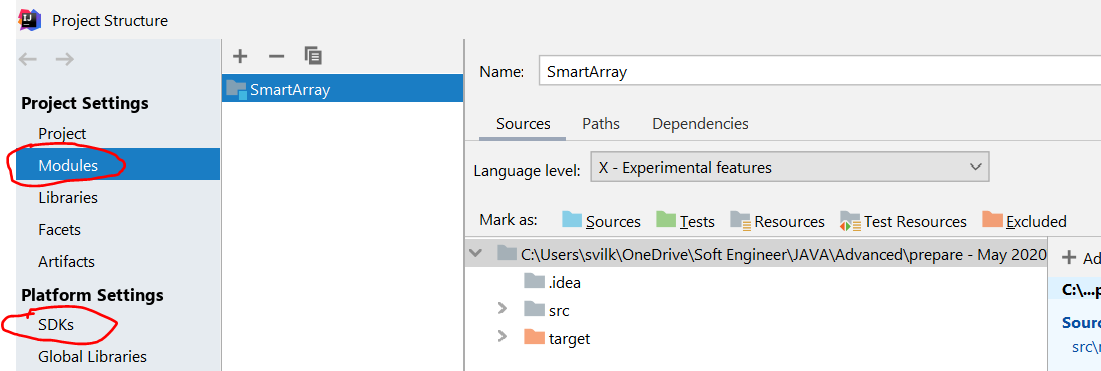 Project Structure
Project Settings
Project
Modules
Libraries
Facets
Artifacts
Platform Settings
SDKs
Global Libraries
SmartArray
Name: SmartArray
Sources Paths Dependencies
Language level: X - Experimental features
Mark as: Sources Tests Resources Test Resources Excluded
C:\Users\svilk\OneDrive\Soft Engineer\JAVA\Advanced\prepare - May 2020
.idea
src
target
Ad
C:\...p
Sourc
src\